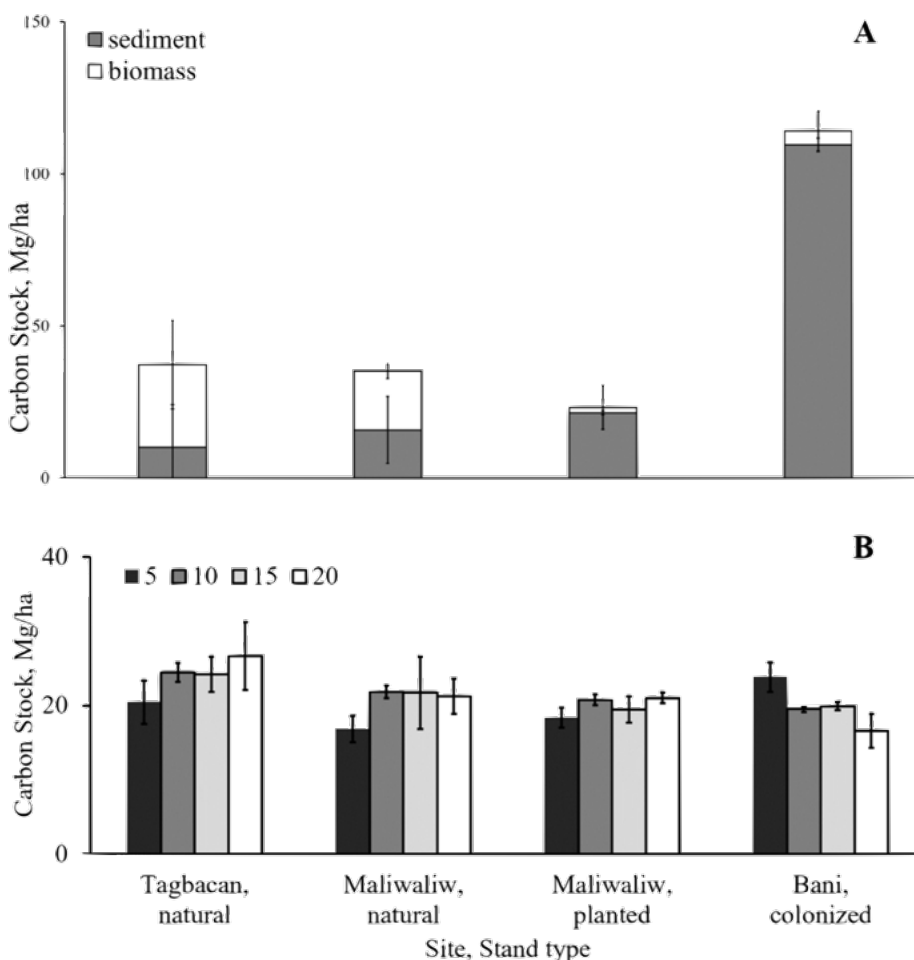 A
150
sediment
biomass
100
50
0
Carbon Stock, Mg/ha
B
40
5 10 15 20
20
0
Carbon Stock, Mg/ha
Tagbacan, Maliwaliw, Maliwaliw, Bani,
natural natural planted colonized
Site, Stand type